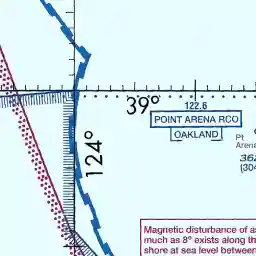 39°
122.6
POINT ARENA RCO
OAKLAND
Pt
Arena
362
(304
124°
Magnetic disturbance of as
much as 8° exists along th
shore at sea level between